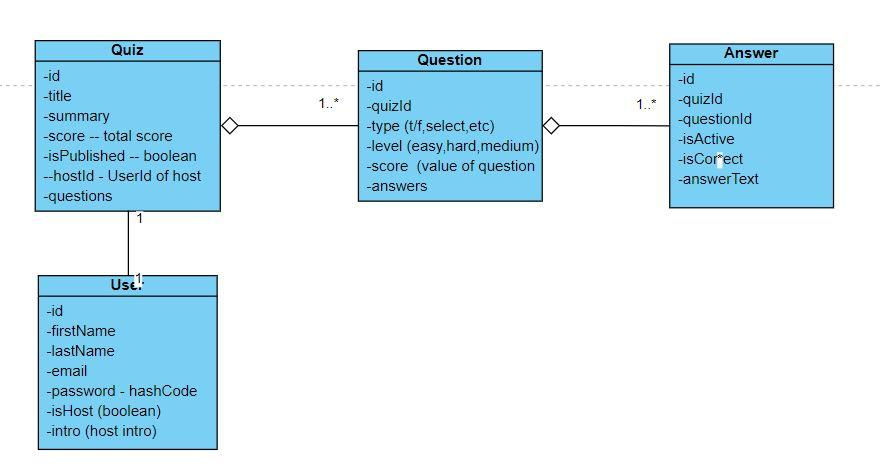 Quiz
-id
-title
-summary
-score -- total score
-isPublished -- boolean
--hostId - UserId of host
-questions
1..*
Question
-id
-quizId
-type (t/f,select,etc)
-level (easy,hard,medium)
-score  (value of question
-answers
1..*
Answer
-id
-quizId
-questionId
-isActive
-isCorrect
-answerText
*
1
1
User
-id
-firstName
-lastName
-email
-password - hashCode
-isHost (boolean)
-intro (host intro)